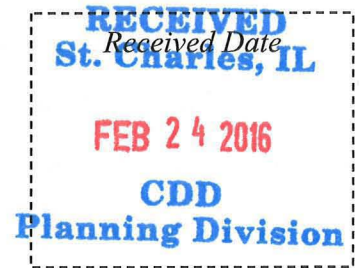 RECEIVED
Received Date
St. Charles, IL
FEB 24 2016
CDD
Planning Division